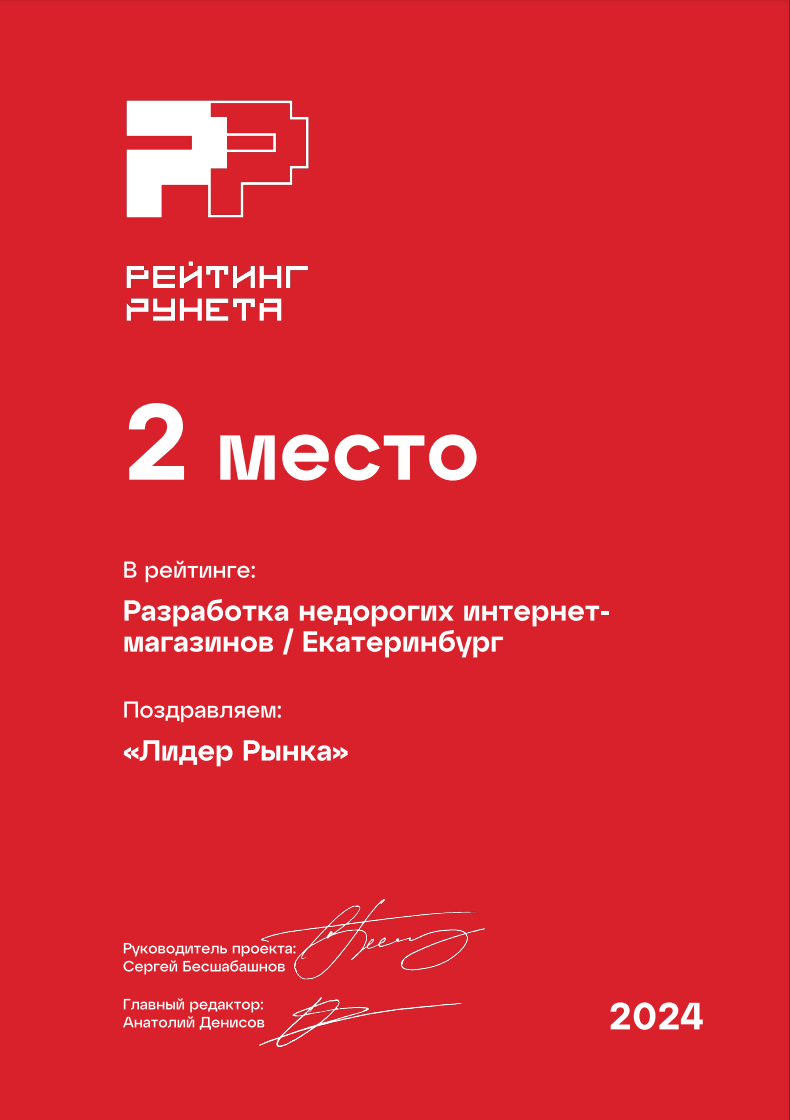 РЕЙТИНГ
РУНЕТА
2 место
В рейтинге:
Разработка недорогих интернет-
магазинов / Екатеринбург
Поздравляем:
«Лидер Рынка»
Руководитель проекта:
Сергей Бесшабашнов
Главный редактор:
Анатолий Денисов
2024